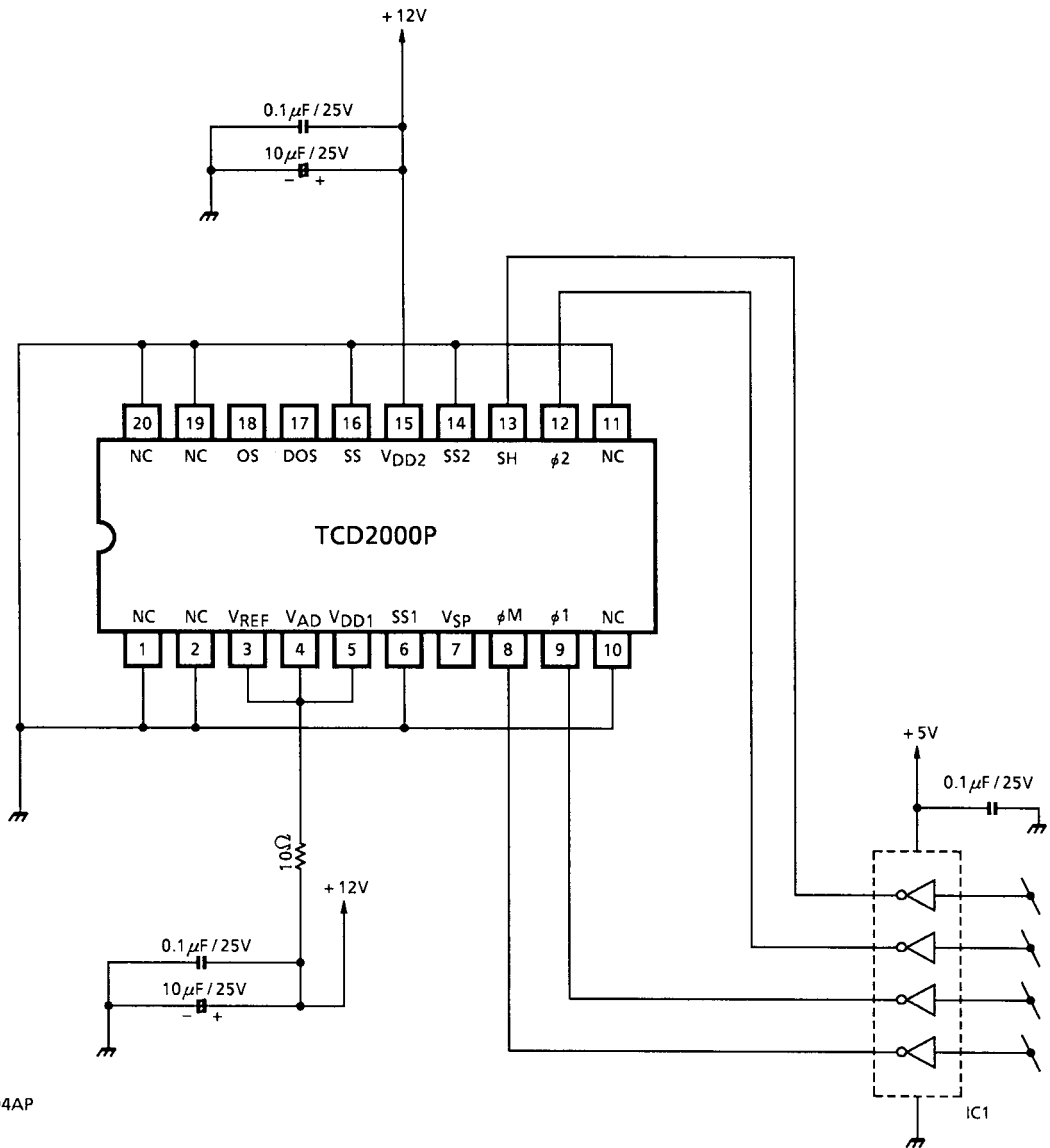 +12V
0.1μF/25V
10μF/25V
- +
20 19 18 17 16 15 14 13 12 11
NC NC OS DOS SS VDD2 SS2 SH ϕ2 NC
TCD2000P
NC NC VREF VAD VDD1 SS1 VSP ϕM ϕ1 NC
1 2 3 4 5 6 7 8 9 10
+5V
0.1μF/25V
10Ω
+12V
0.1μF/25V
10μF/25V
- +
4AP
IC1